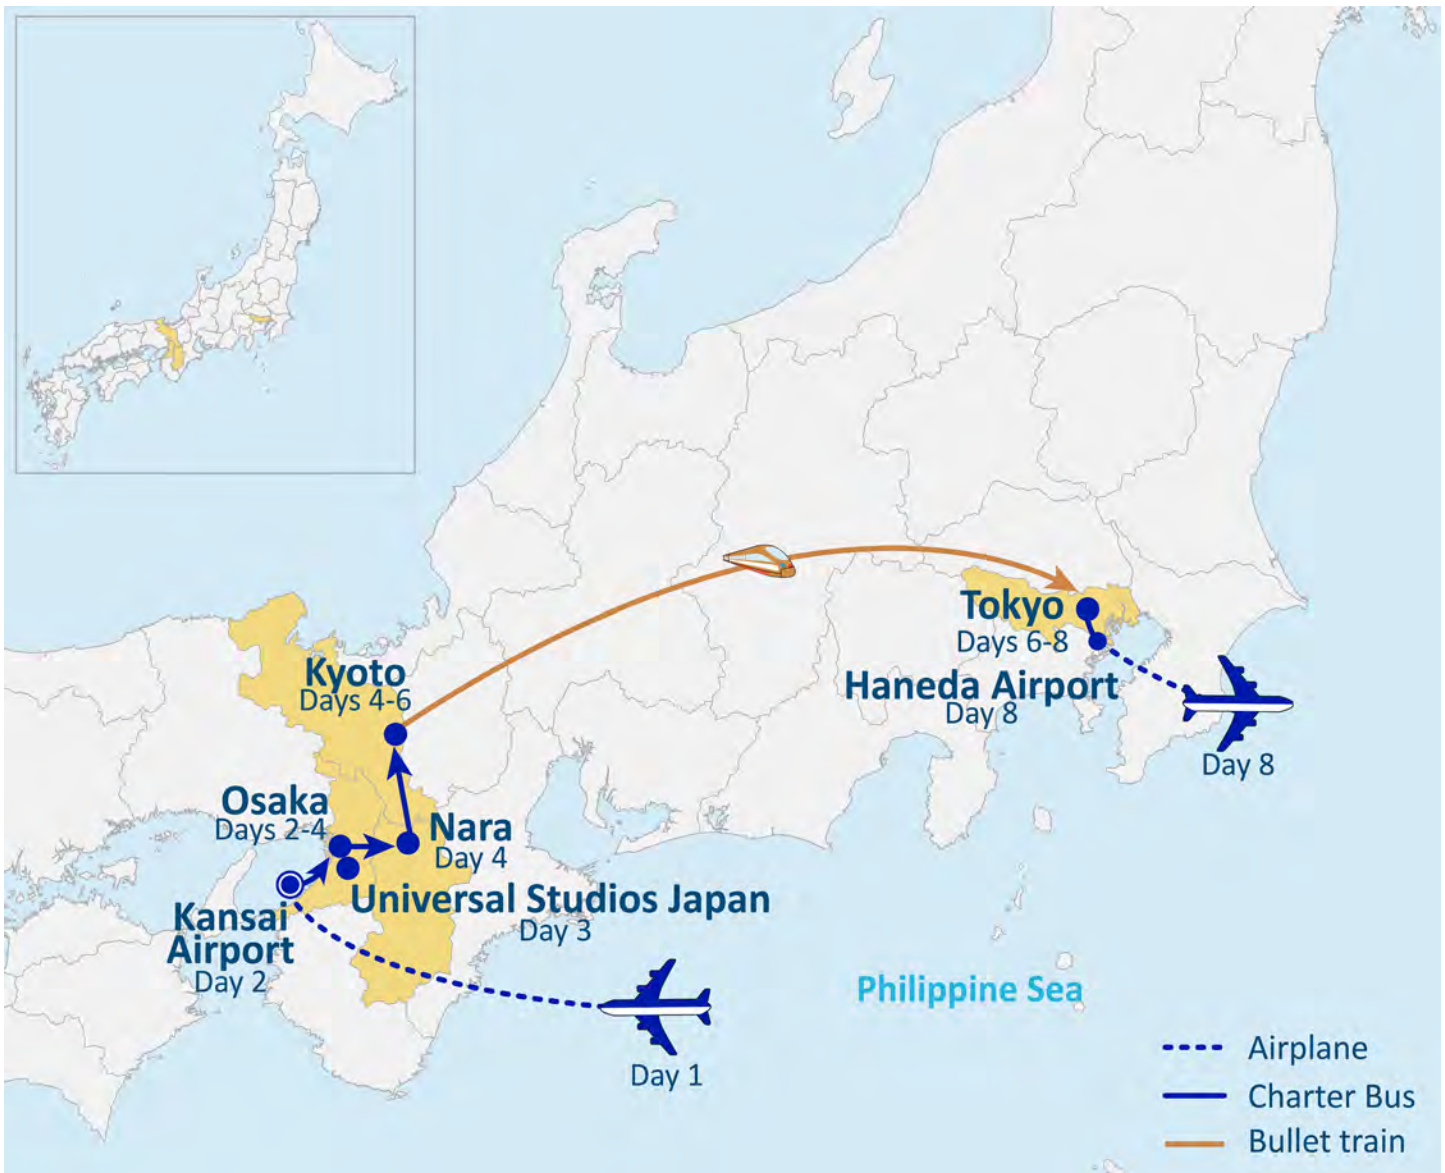 Tokyo
Days 6-8
Haneda Airport
Day 8
Day 8
Kyoto
Days 4-6
Osaka
Days 2-4
Nara
Day 4
Universal Studios Japan
Day 3
Kansai
Airport
Day 2
Day 1
Philippine Sea
Airplane
Charter Bus
Bullet train